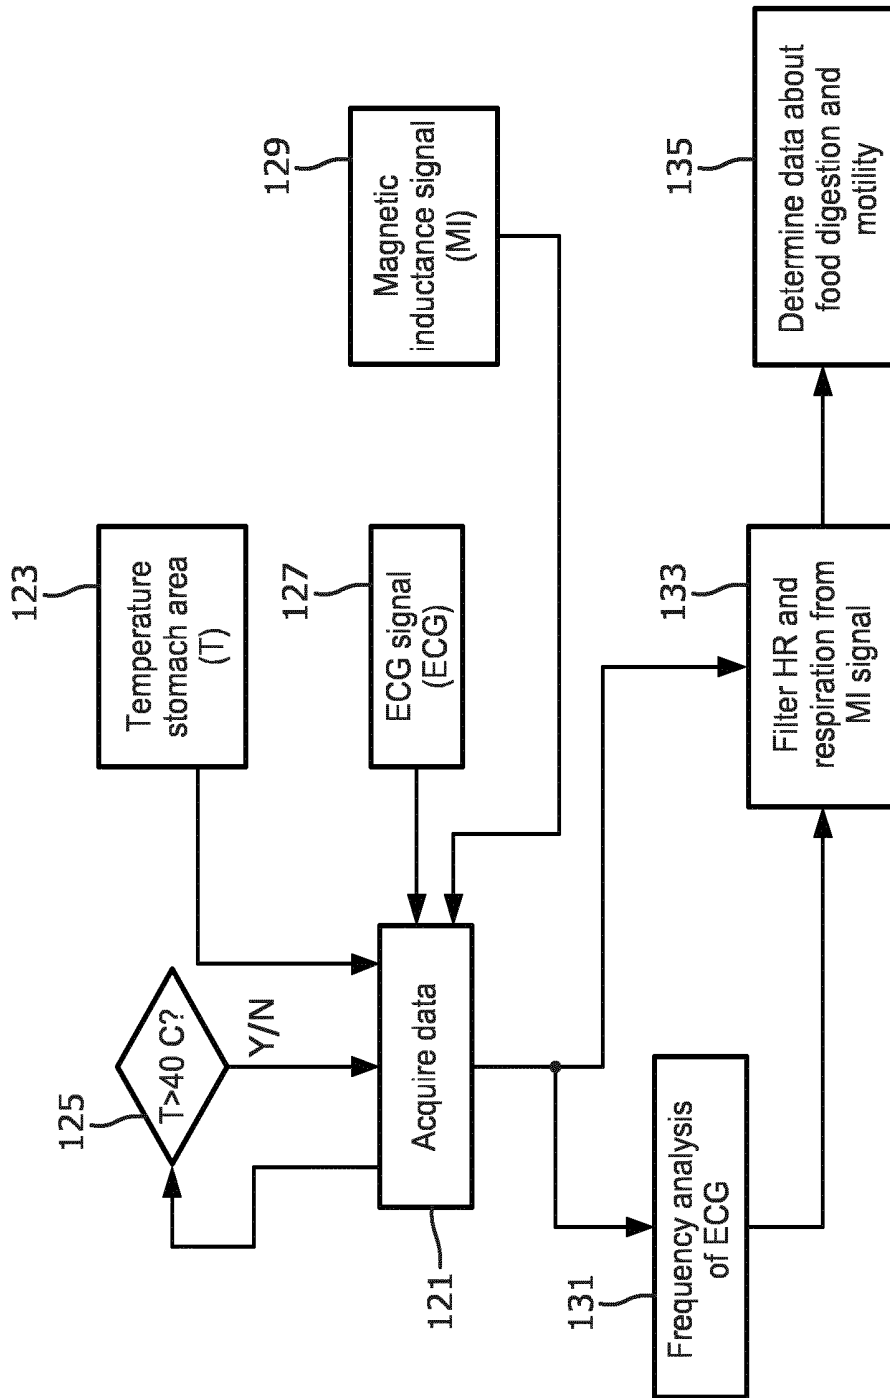 123
Temperature
stomach area
(T)
125
T>40 C?
Y/N
129
Magnetic
inductance signal
(MI)
127
ECG signal
(ECG)
Acquire data
121
131
Frequency analysis
of ECG
133
Filter HR and
respiration from
MI signal
135
Determine data about
food digestion and
motility